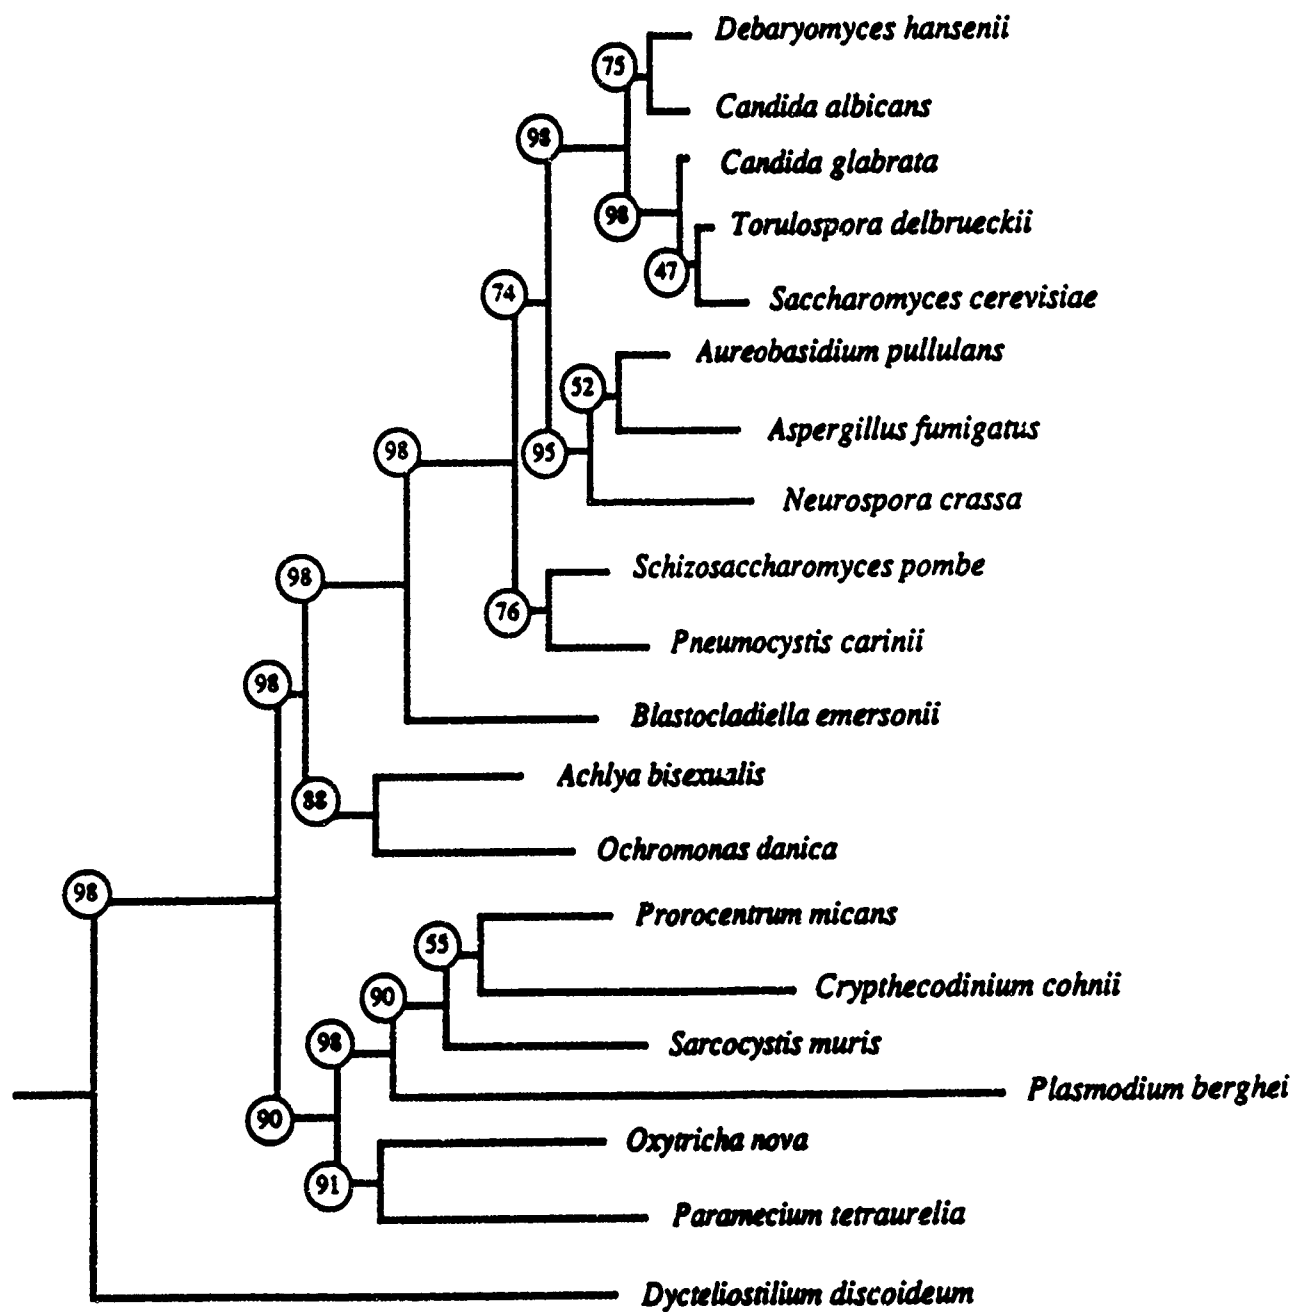 Debaryomyces hansenii
75
Candida albicans
98
Candida glabrata
98
Torulospora delbrueckii
47
74
Saccharomyces cerevisiae
Aureobasidium pullulans
52
Aspergillus fumigatus
98
95
Neurospora crassa
Schizosaccharomyces pombe
98
76
Pneumocystis carinii
98
Blastocladiella emersonii
Achlya bisexualis
88
Ochromonas danica
98
Prorocentrum micans
55
Crypthecodinium cohnii
90
98
Sarcocystis muris
Plasmodium berghei
90
Oxytricha nova
91
Paramecium tetraurelia
Dycteliostilium discoideum